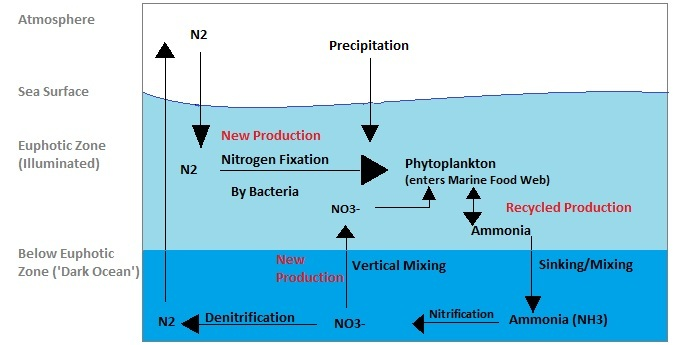 Atmosphere
N2
Precipitation
Sea Surface
Euphotic Zone
(Illuminated)
New Production
N2
Nitrogen Fixation
By Bacteria
Phytoplankton
(enters Marine Food Web)
NO3-
Recycled Production
Ammonia
Below Euphotic
Zone ('Dark Ocean')
New
Production
Vertical Mixing
Sinking/Mixing
N2
Denitrification
NO3-
Nitrification
Ammonia (NH3)